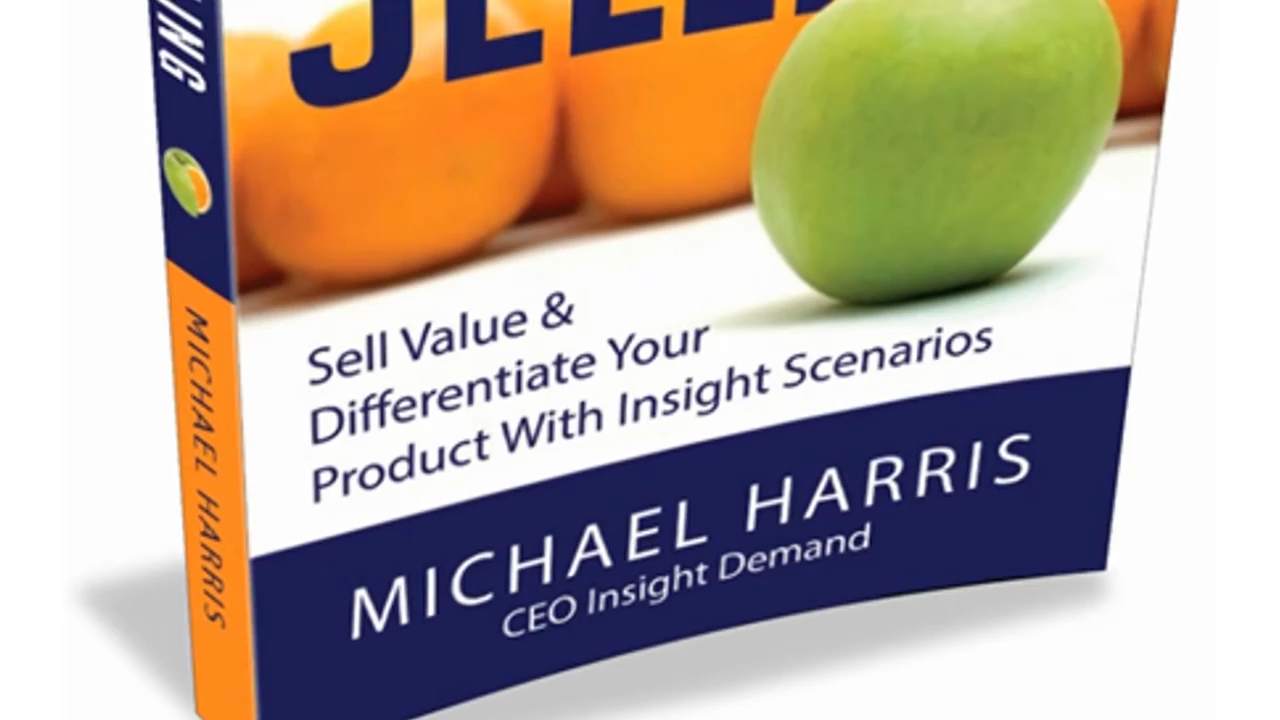 Sell Value &
Differentiate Your
Product With Insight Scenarios
MICHAEL HARRIS
CEO Insight Demand
MICHAEL HARRIS